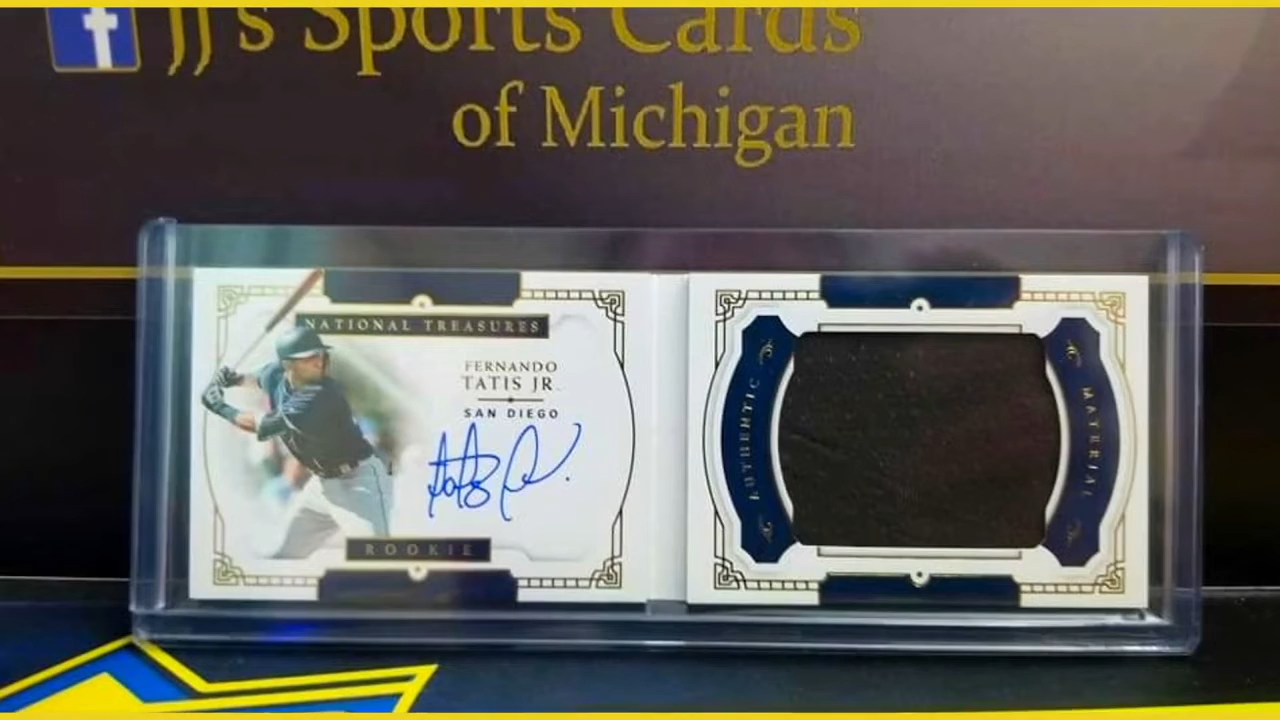 JJ's Sports Cards
of Michigan
NATIONAL TREASURES
FERNANDO
TATIS JR.
SAN DIEGO
ROOKIE
AUTHENTIC
MATERIAL